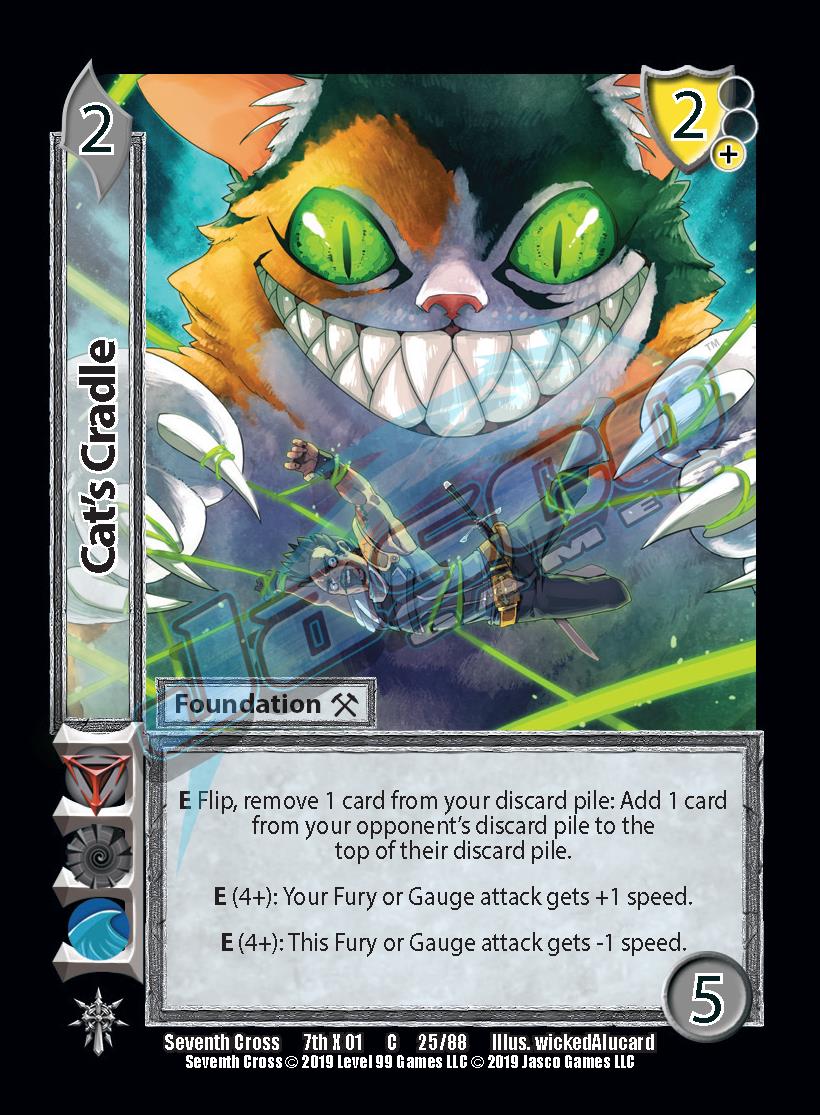 2
2
+
Cat's Cradle
TM
Jasco
GAMES
Foundation
E Flip, remove 1 card from your discard pile: Add 1 card
from your opponent's discard pile to the
top of their discard pile.
E (4+): Your Fury or Gauge attack gets +1 speed.
E (4+): This Fury or Gauge attack gets -1 speed.
5
Seventh Cross 7th X 01 C 25/88 Illus. wickedAlucard
Seventh Cross © 2019 Level 99 Games LLC © 2019 Jasco Games LLC